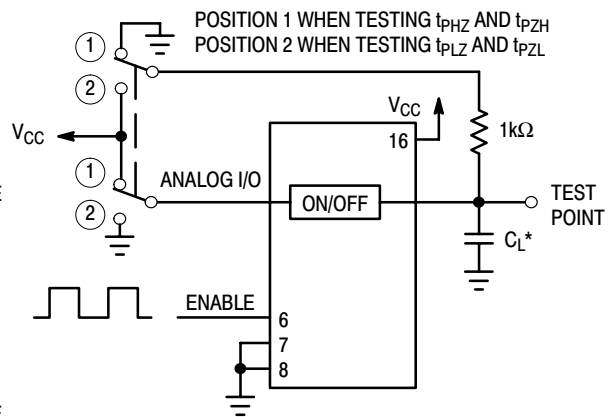 POSITION 1 WHEN TESTING tPHZ AND tPZH
POSITION 2 WHEN TESTING tPLZ AND tPZL
1
2
VCC
VCC
16
1kΩ
1
2
ANALOG I/O
ON/OFF
TEST
POINT
CL*
ENABLE
6
7
8
E